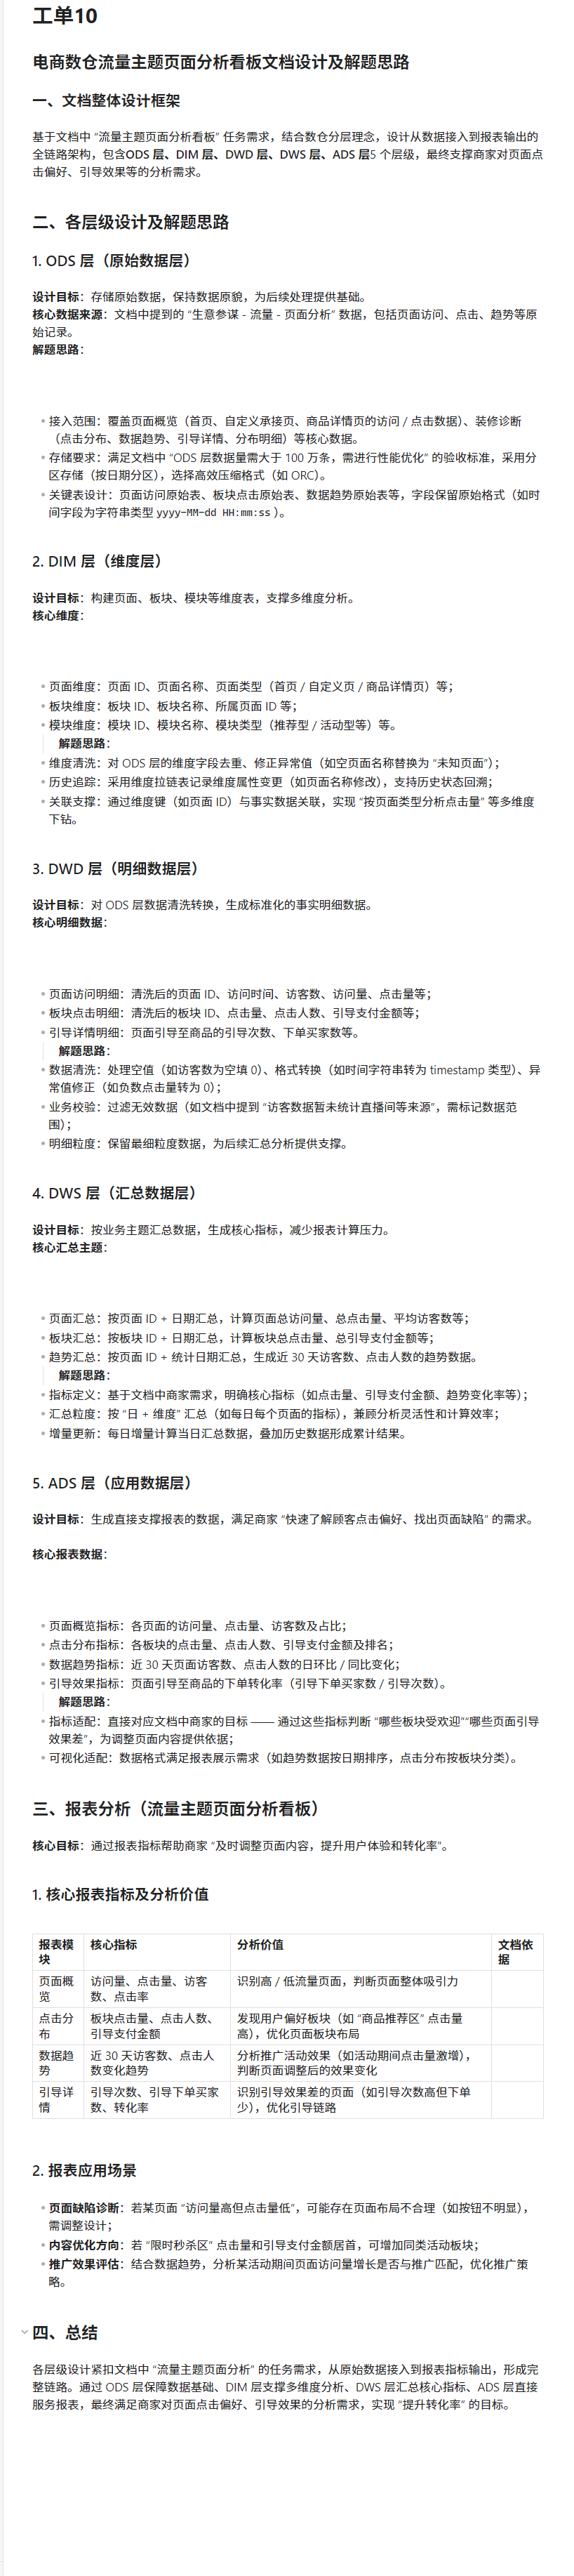 工单10
电商数仓流量主题页面分析看板文档设计及解题思路
一、文档整体设计框架
基于文档中 “流量主题页面分析看板” 任务需求，结合数仓分层理念，设计从数据接入到报表输出的
全链路架构，包含ODS 层、DIM 层、DWD 层、DWS 层、ADS 层5 个层级，最终支撑商家对页面点
击偏好、引导效果等的分析需求。
二、各层级设计及解题思路
1. ODS 层（原始数据层）
设计目标：存储原始数据，保持数据原貌，为后续处理提供基础。
核心数据来源：文档中提到的 “生意参谋 - 流量 - 页面分析” 数据，包括页面访问、点击、趋势等原
始记录。
解题思路：
接入范围：覆盖页面概览（首页、自定义承接页、商品详情页的访问 / 点击数据）、装修诊断
（点击分布、数据趋势、引导详情、分布明细）等核心数据。
存储要求：满足文档中 “ODS 层数据量需大于 100 万条，需进行性能优化” 的验收标准，采用分
区存储（按日期分区），选择高效压缩格式（如 ORC）。
关键表设计：页面访问原始表、板块点击原始表、数据趋势原始表等，字段保留原始格式（如时
间字段为字符串类型 yyyy-MM-dd HH:mm:ss ）。
2. DIM 层（维度层）
设计目标：构建页面、板块、模块等维度表，支撑多维度分析。
核心维度：
页面维度：页面 ID、页面名称、页面类型（首页 / 自定义页 / 商品详情页）等；
板块维度：板块 ID、板块名称、所属页面 ID 等；
模块维度：模块 ID、模块名称、模块类型（推荐型 / 活动型等）等。
解题思路：
维度清洗：对 ODS 层的维度字段去重、修正异常值（如空页面名称替换为 “未知页面”）；
历史追踪：采用维度拉链表记录维度属性变更（如页面名称修改），支持历史状态回溯；
关联支撑：通过维度键（如页面 ID）与事实数据关联，实现 “按页面类型分析点击量” 等多维度
下钻。
3. DWD 层（明细数据层）
设计目标：对 ODS 层数据清洗转换，生成标准化的事实明细数据。
核心明细数据：
页面访问明细：清洗后的页面 ID、访问时间、访客数、访问量、点击量等；
板块点击明细：清洗后的板块 ID、点击量、点击人数、引导支付金额等；
引导详情明细：页面引导至商品的引导次数、下单买家数等。
解题思路：
数据清洗：处理空值（如访客数为空填 0）、格式转换（如时间字符串转为 timestamp 类型）、异
常值修正（如负数点击量转为 0）；
业务校验：过滤无效数据（如文档中提到 “访客数据暂未统计直播间等来源”，需标记数据范
围）；
明细粒度：保留最细粒度数据，为后续汇总分析提供支撑。
4. DWS 层（汇总数据层）
设计目标：按业务主题汇总数据，生成核心指标，减少报表计算压力。
核心汇总主题：
页面汇总：按页面 ID + 日期汇总，计算页面总访问量、总点击量、平均访客数等；
板块汇总：按板块 ID + 日期汇总，计算板块总点击量、总引导支付金额等；
趋势汇总：按页面 ID + 统计日期汇总，生成近 30 天访客数、点击人数的趋势数据。
解题思路：
指标定义：基于文档中商家需求，明确核心指标（如点击量、引导支付金额、趋势变化率等）；
汇总粒度：按 “日 + 维度” 汇总（如每日每个页面的指标），兼顾分析灵活性和计算效率；
增量更新：每日增量计算当日汇总数据，叠加历史数据形成累计结果。
5. ADS 层（应用数据层）
设计目标：生成直接支撑报表的数据，满足商家 “快速了解顾客点击偏好、找出页面缺陷” 的需求。
核心报表数据：
页面概览指标：各页面的访问量、点击量、访客数及占比；
点击分布指标：各板块的点击量、点击人数、引导支付金额及排名；
数据趋势指标：近 30 天页面访客数、点击人数的日环比 / 同比变化；
引导效果指标：页面引导至商品的下单转化率（引导下单买家数 / 引导次数）。
解题思路：
指标适配：直接对应文档中商家的目标 —— 通过这些指标判断 “哪些板块受欢迎”“哪些页面引导
效果差”，为调整页面内容提供依据；
可视化适配：数据格式满足报表展示需求（如趋势数据按日期排序，点击分布按板块分类）。
三、报表分析（流量主题页面分析看板）
核心目标：通过报表指标帮助商家 “及时调整页面内容，提升用户体验和转化率”。
1. 核心报表指标及分析价值
报表模块 核心指标 分析价值 文档依据
页面概览 访问量、点击量、访客数、点击率 识别高 / 低流量页面，判断页面整体吸引力
点击分布 板块点击量、点击人数、引导支付金额 发现用户偏好板块（如 “商品推荐区” 点击量高），优化页面板块布局
数据趋势 近 30 天访客数、点击人数变化趋势 分析推广活动效果（如活动期间点击量激增），判断页面调整后的效果变化
引导详情 引导次数、引导下单买家数、转化率 识别引导效果差的页面（如引导次数高但下单少），优化引导链路
2. 报表应用场景
页面缺陷诊断：若某页面 “访问量高但点击量低”，可能存在页面布局不合理（如按钮不明显），
需调整设计；
内容优化方向：若 “限时秒杀区” 点击量和引导支付金额居首，可增加同类活动板块；
推广效果评估：结合数据趋势，分析某活动期间页面访问量增长是否与推广匹配，优化推广策
略。
四、总结
各层级设计紧扣文档中 “流量主题页面分析” 的任务需求，从原始数据接入到报表指标输出，形成完
整链路。通过 ODS 层保障数据基础、DIM 层支撑多维度分析、DWS 层汇总核心指标、ADS 层直接
服务报表，最终满足商家对页面点击偏好、引导效果的分析需求，实现 “提升转化率” 的目标。